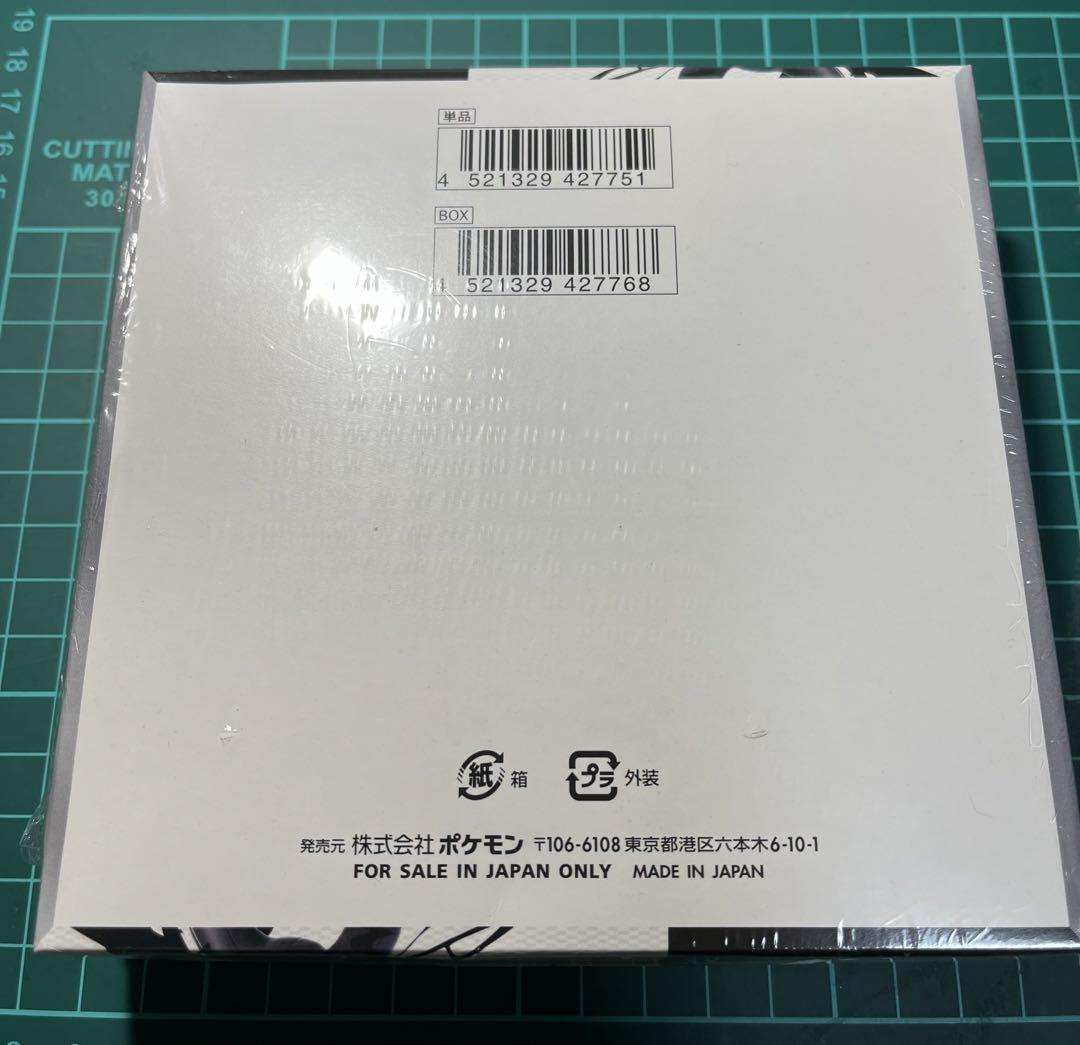 19
18
17
16
15
CUTTI
MAT
30
単品
4 521329 427751
BOX
4 521329 427768
紙 箱
プラ 外装
発売元 株式会社 ポケモン 〒106-6108 東京都港区六本木6-10-1
FOR SALE IN JAPAN ONLY MADE IN JAPAN